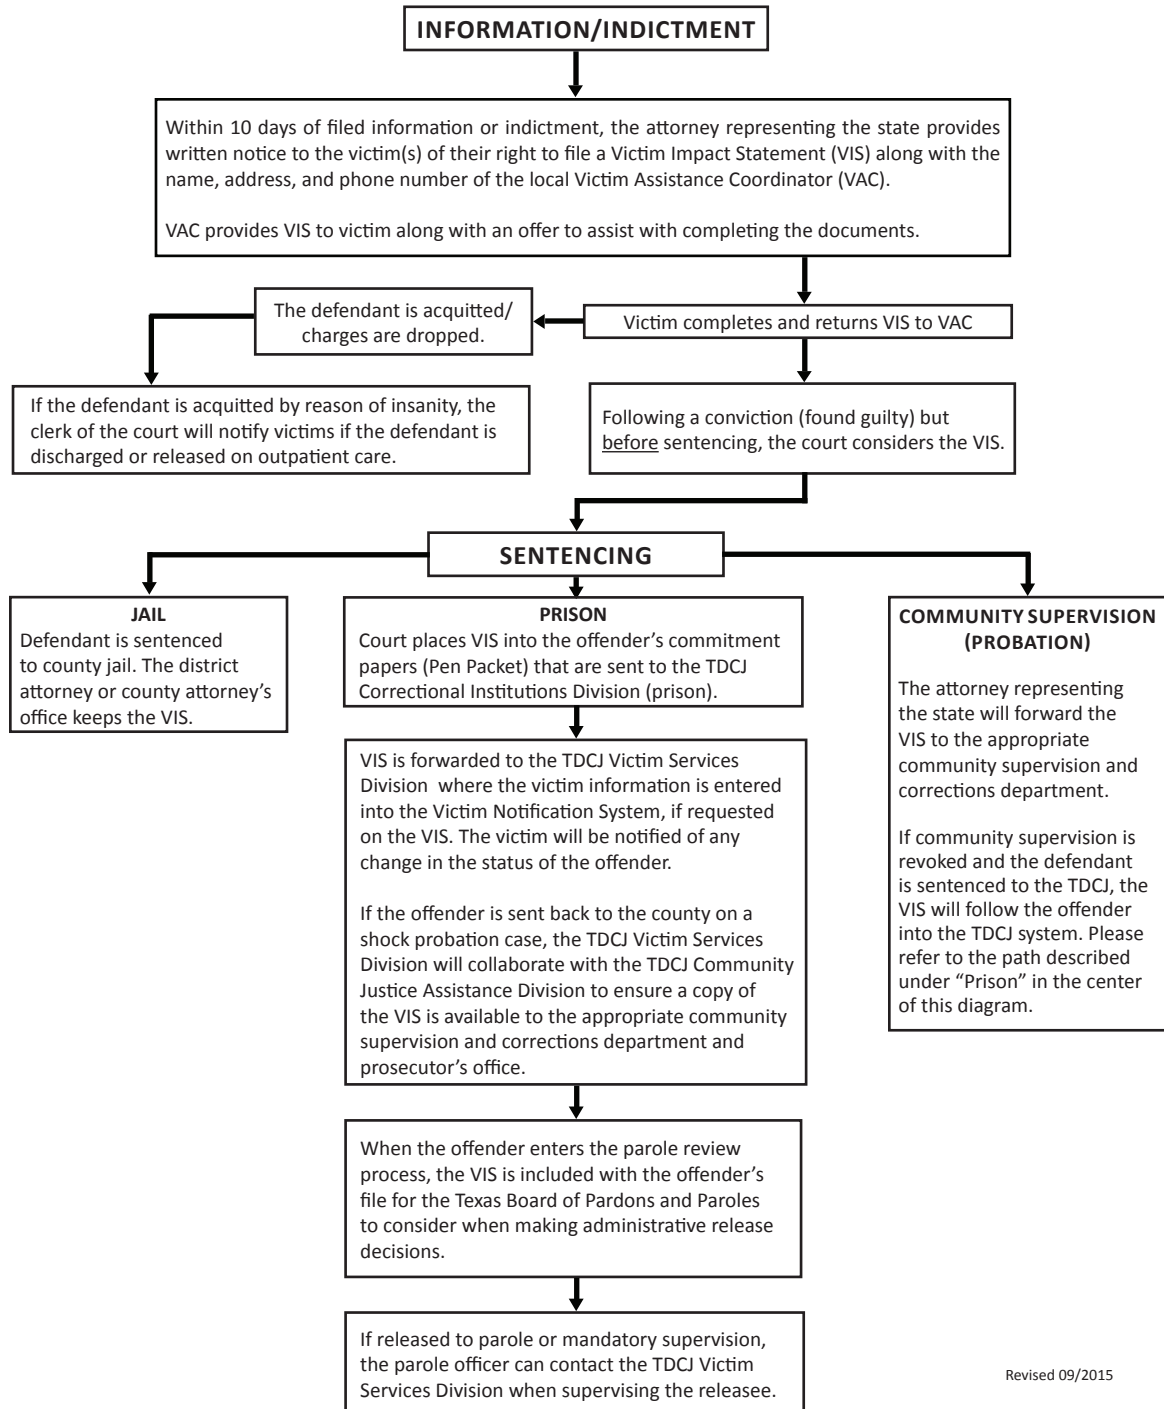 INFORMATION/INDICTMENT
Within 10 days of filed information or indictment, the attorney representing the state provides
written notice to the victim(s) of their right to file a Victim Impact Statement (VIS) along with the
name, address, and phone number of the local Victim Assistance Coordinator (VAC).
VAC provides VIS to victim along with an offer to assist with completing the documents.
The defendant is acquitted/
charges are dropped.
Victim completes and returns VIS to VAC
If the defendant is acquitted by reason of insanity, the
clerk of the court will notify victims if the defendant is
discharged or released on outpatient care.
Following a conviction (found guilty) but
before sentencing, the court considers the VIS.
SENTENCING
JAIL
Defendant is sentenced
to county jail. The district
attorney or county attorney's
office keeps the VIS.
PRISON
Court places VIS into the offender's commitment
papers (Pen Packet) that are sent to the TDCJ
Correctional Institutions Division (prison).
VIS is forwarded to the TDCJ Victim Services
Division where the victim information is entered
into the Victim Notification System, if requested
on the VIS. The victim will be notified of any
change in the status of the offender.
If the offender is sent back to the county on a
shock probation case, the TDCJ Victim Services
Division will collaborate with the TDCJ Community
Justice Assistance Division to ensure a copy of
the VIS is available to the appropriate community
supervision and corrections department and
prosecutor's office.
When the offender enters the parole review
process, the VIS is included with the offender's
file for the Texas Board of Pardons and Paroles
to consider when making administrative release
decisions.
If released to parole or mandatory supervision,
the parole officer can contact the TDCJ Victim
Services Division when supervising the releasee.
COMMUNITY SUPERVISION
(PROBATION)
The attorney representing
the state will forward the
VIS to the appropriate
community supervision and
corrections department.
If community supervision is
revoked and the defendant
is sentenced to the TDCJ, the
VIS will follow the offender
into the TDCJ system. Please
refer to the path described
under "Prison" in the center
of this diagram.
Revised 09/2015